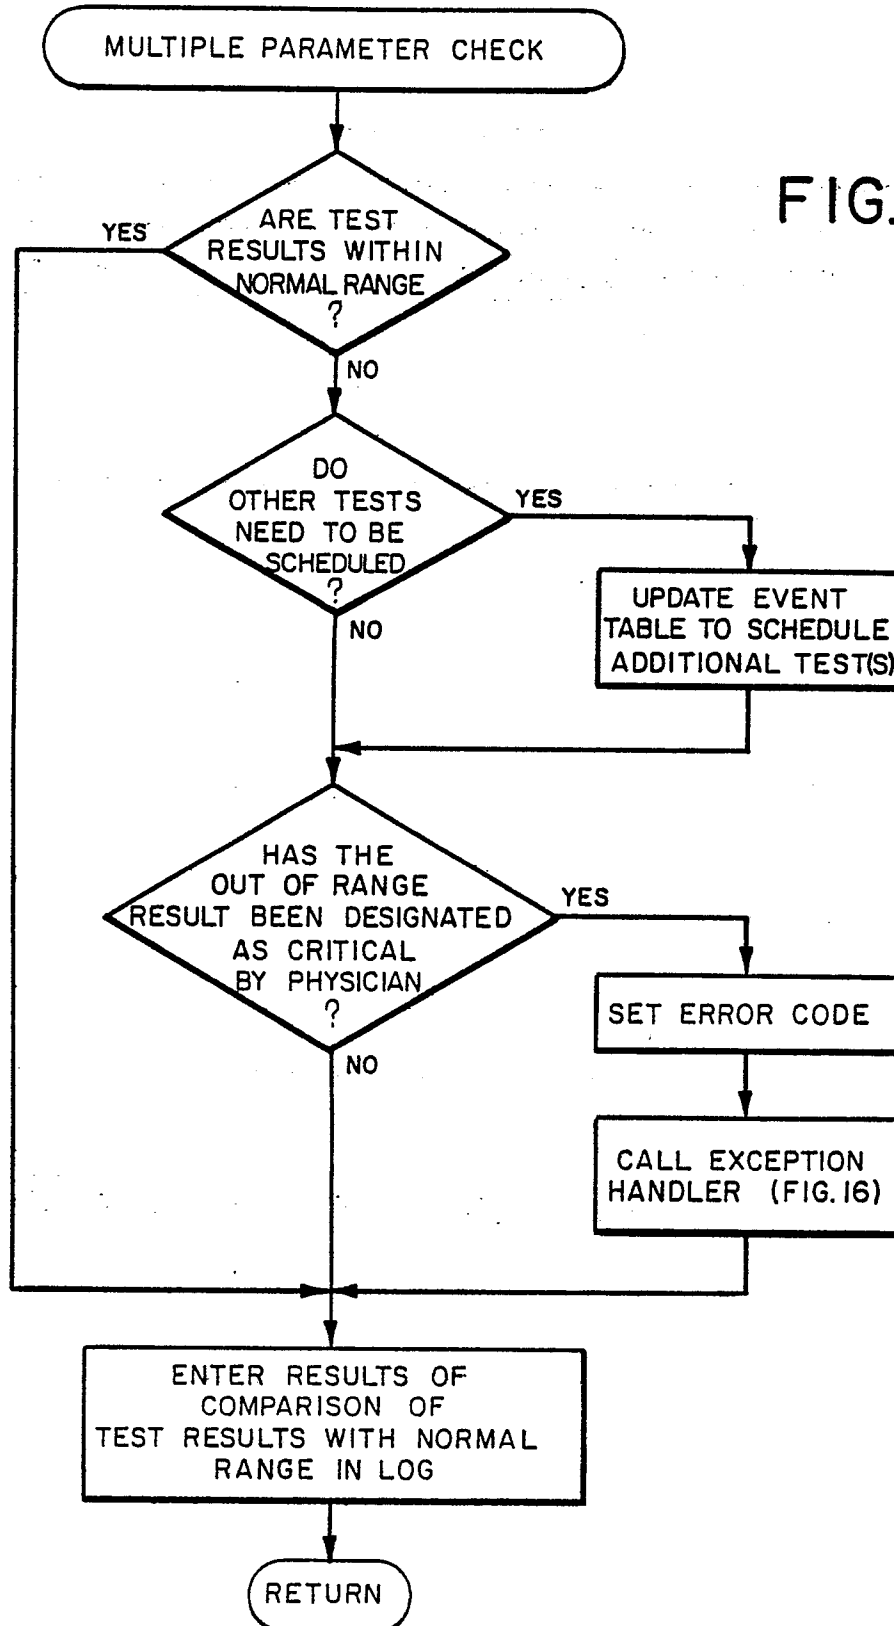 MULTIPLE PARAMETER CHECK
FIG.
YES
ARE TEST
RESULTS WITHIN
NORMAL RANGE
?
NO
DO
OTHER TESTS
NEED TO BE
SCHEDULED
?
YES
NO
UPDATE EVENT
TABLE TO SCHEDULE
ADDITIONAL TEST(S)
HAS THE
OUT OF RANGE
RESULT BEEN DESIGNATED
AS CRITICAL
BY PHYSICIAN
?
YES
NO
SET ERROR CODE
CALL EXCEPTION
HANDLER (FIG. 16)
ENTER RESULTS OF
COMPARISON OF
TEST RESULTS WITH NORMAL
RANGE IN LOG
RETURN